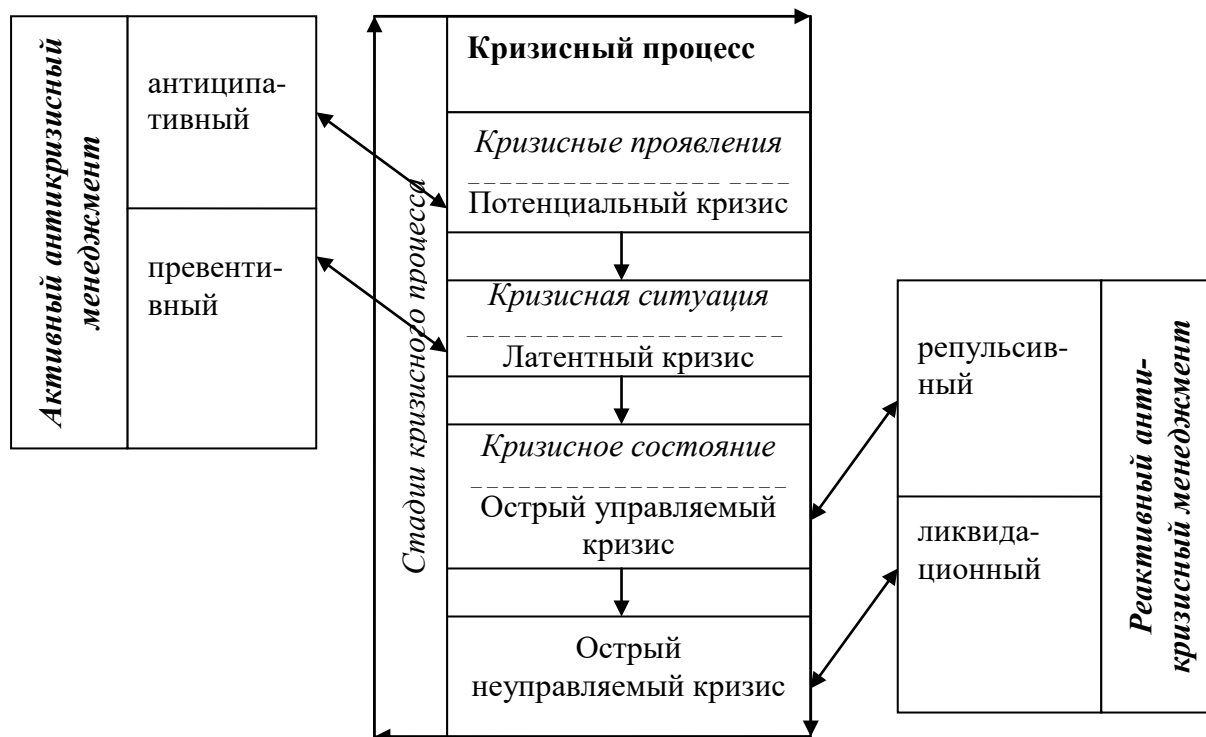 Активный антикризисный
менеджмент
антиципа-
тивный
превенти-
вный
Стадии кризисного процесса
Кризисный процесс
Кризисные проявления
Потенциальный кризис
Кризисная ситуация
Латентный кризис
Кризисное состояние
Острый управляемый
кризис
Острый
неуправляемый кризис
репульсив-
ный
ликвида-
ционный
Реактивный анти-
кризисный менеджмент